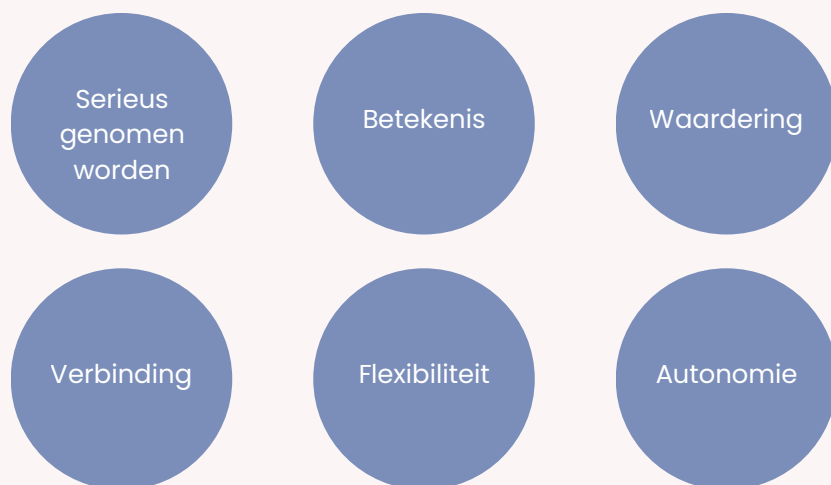 Serieus
genomen
worden
Betekenis
Waardering
Verbinding
Flexibiliteit
Autonomie